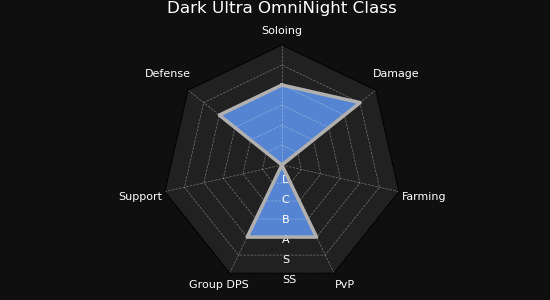 Dark Ultra OmniNight Class
Soloing
Defense
Damage
Support
Farming
L
C
B
A
S
SS
Group DPS
PvP